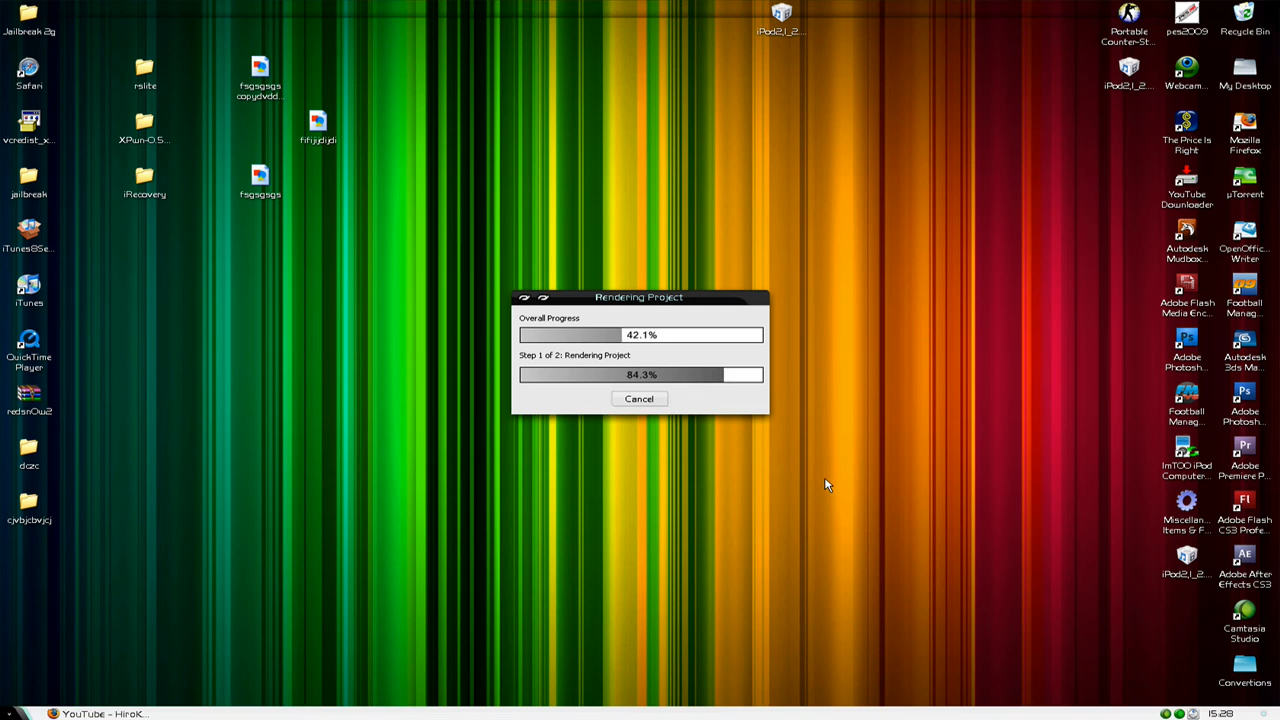 Jailbreak 2g
Safari
vcredist_x...
jailbreak
iTunes8Se...
iTunes
QuickTime
Player
redsn0w2
dczc
cjvbjcbvjcj
rslite
XPwn-0.5...
iRecovery
fsgsgsgs
copydvdd...
fifijijdijdi
fsgsgsgs
iPod2,1_2....
Rendering Project
Overall Progress
42.1%
Step 1 of 2: Rendering Project
84.3%
Cancel
Portable
Counter-St...
iPod2,1_2....
pes2009
Webcam...
The Price Is
Right
YouTube
Downloader
Autodesk
Mudbox...
Adobe Flash
Media Enc...
Adobe
Photosh...
Football
Manag...
ImTOO iPod
Computer...
Miscellan...
Items & F...
iPod2,1_2....
Recycle Bin
My Desktop
Mozilla
Firefox
µTorrent
OpenOffic...
Writer
Football
Manag...
Autodesk
3ds Ma...
Adobe
Photosh...
Adobe
Premiere P...
Adobe Flash
CS3 Profe...
Adobe After
Effects CS3
Camtasia
Studio
Convertions
YouTube - HiroK...
15:28